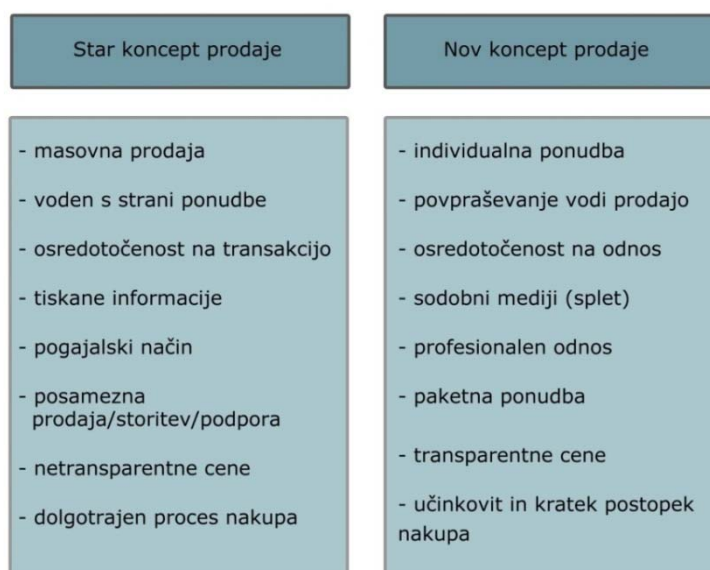 Star koncept prodaje
- masovna prodaja
- voden s strani ponudbe
- osredotočenost na transakcijo
- tiskane informacije
- pogajalski način
- posamezna
prodaja/storitev/podpora
- netransparentne cene
- dolgotrajen proces nakupa
Nov koncept prodaje
- individualna ponudba
- povpraševanje vodi prodajo
- osredotočenost na odnos
- sodobni mediji (splet)
- profesionalen odnos
- paketna ponudba
- transparentne cene
- učinkovit in kratek postopek
nakupa